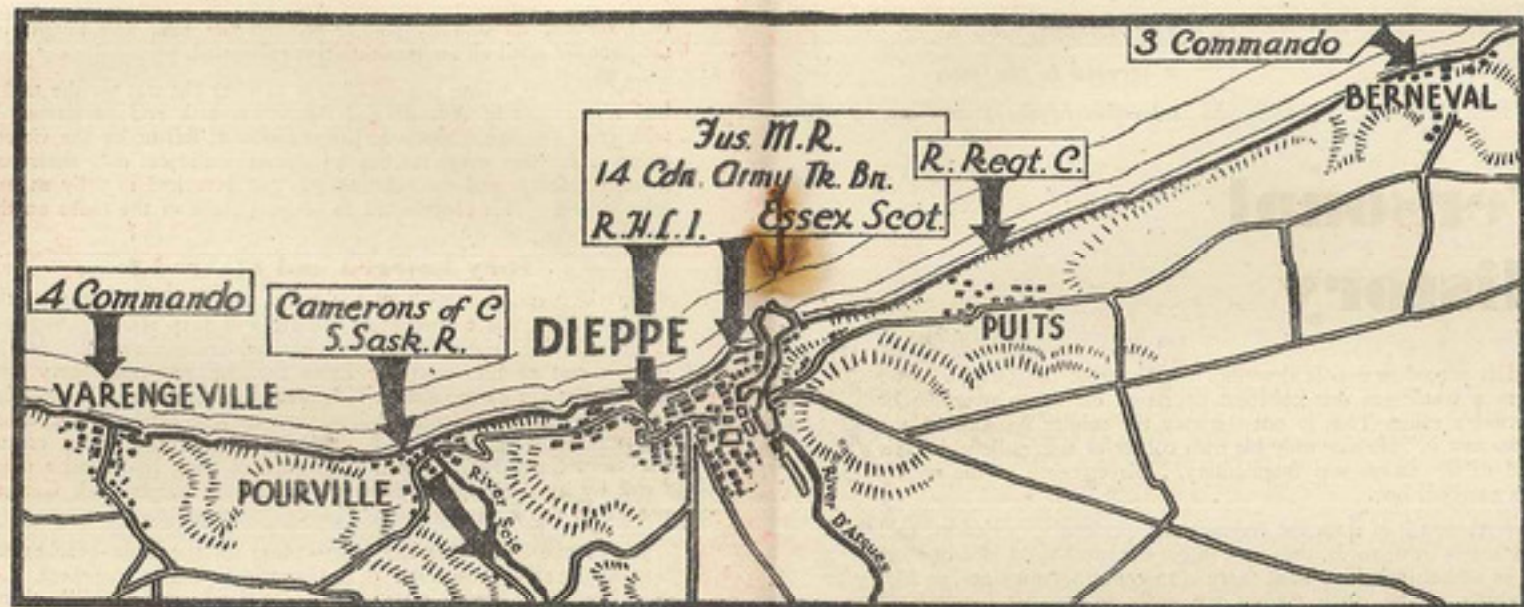 3 Commando
BERNEVAL
Fus. M.R.
14 Cdn. Army Tk. Bn.
R.H.L.I. Essex Scot.
R. Regt. C.
4 Commando
Camerons of C
S. Sask. R.
DIEPPE
PUITS
VARENGEVILLE
POURVILLE
River Scie
River D'Arques